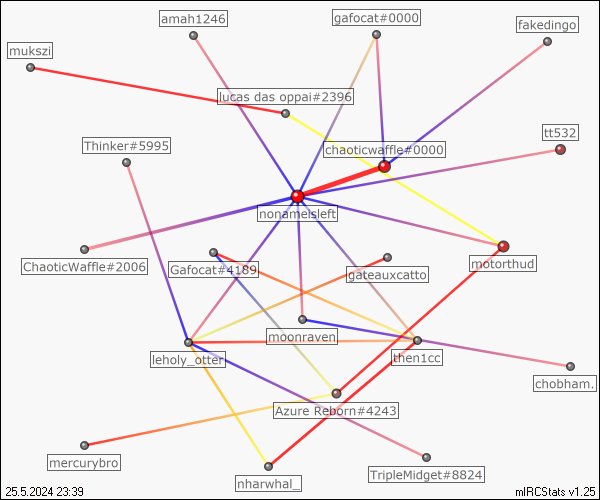 amah1246
gafocat#0000
fakedingo
mukszi
lucas das oppai#2396
tt532
Thinker#5995
chaoticwaffle#0000
nonameisleft
ChaoticWaffle#2006
Gafocat#4189
gateauxcatto
motorthud
moonraven
leholy_otter
then1cc
chobham.
Azure Reborn#4243
mercurybro
nharwhal_
TripleMidget#8824
25.5.2024 23:39
mIRCStats v1.25